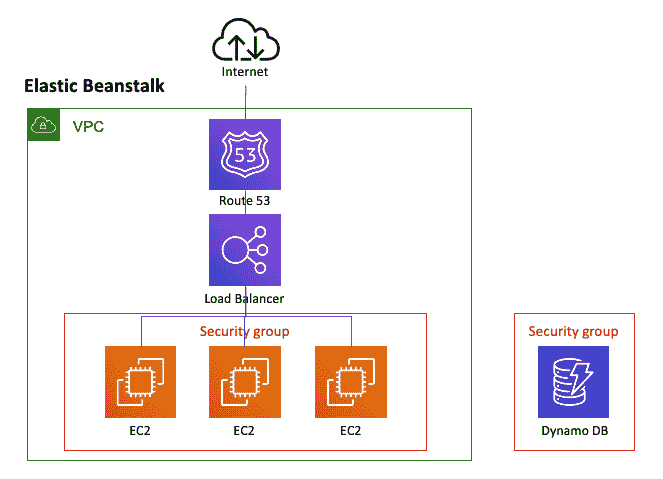 Internet
Elastic Beanstalk
VPC
53
Route 53
Load Balancer
Security group
Security group
EC2
EC2
EC2
Dynamo DB